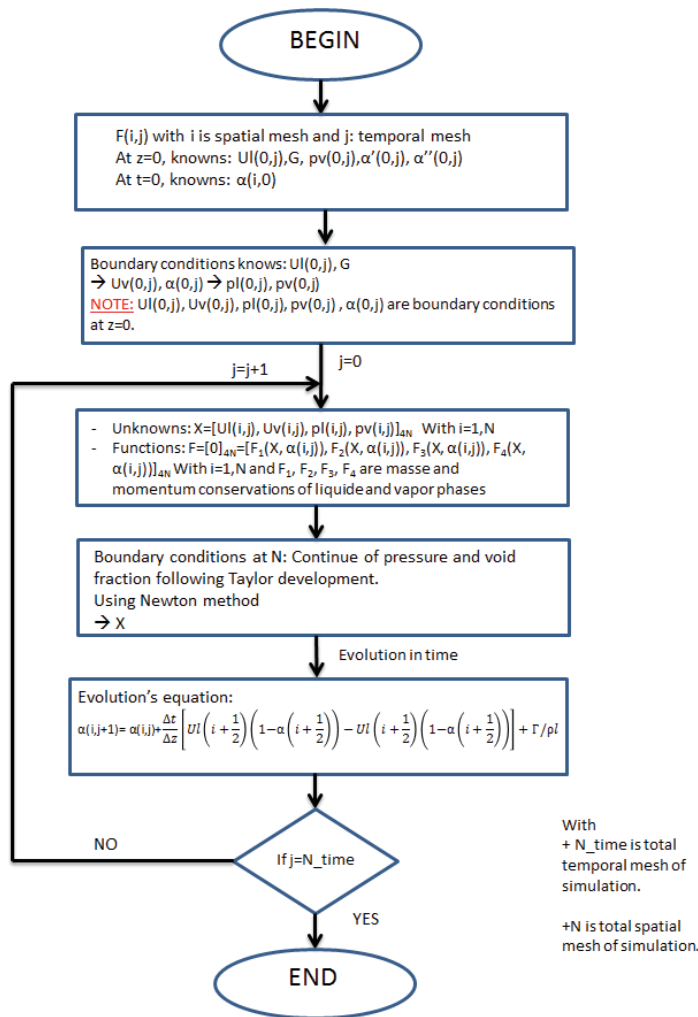 BEGIN
F(i,j) with i is spatial mesh and j: temporal mesh
At z=0, knowns: Ul(0,j),G, pv(0,j),α'(0,j), α''(0,j)
At t=0, knowns: α(i,0)
Boundary conditions knows: Ul(0,j), G
→ Uv(0,j), α(0,j) → pl(0,j), pv(0,j)
NOTE: Ul(0,j), Uv(0,j), pl(0,j), pv(0,j) , α(0,j) are boundary conditions
at z=0.
j=j+1
j=0
- Unknowns: X=[Ul(i,j), Uv(i,j), pl(i,j), pv(i,j)]₄N With i=1,N
- Functions: F=[0]₄N=[F₁(X, α(i,j)), F₂(X, α(i,j)), F₃(X, α(i,j)), F₄(X,
α(i,j))]₄N With i=1,N and F₁, F₂, F₃, F₄ are masse and
momentum conservations of liquide and vapor phases
Boundary conditions at N: Continue of pressure and void
fraction following Taylor development.
Using Newton method
→ X
Evolution in time
Evolution's equation:
α(i,j+1)= α(i,j)+Δt/Δz[Ul(i+1/2)(1−α(i+1/2))−Ul(i+1/2)(1−α(i+1/2))]+Γ/ρl
NO
If j=N_time
YES
END
With
+ N_time is total
temporal mesh of
simulation.
+N is total spatial
mesh of simulation.